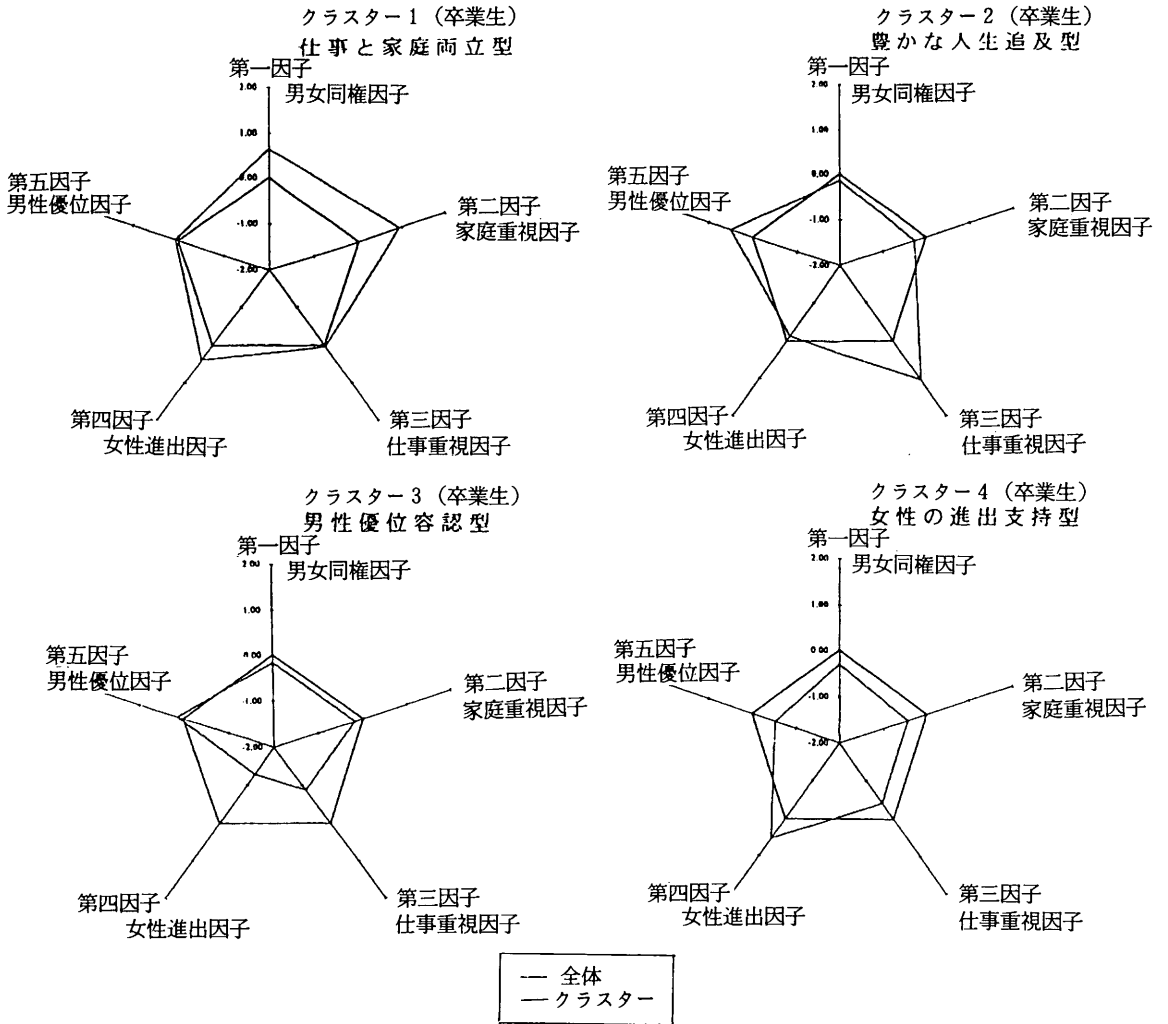 クラスター1（卒業生）
仕事と家庭両立型
第一因子
男女同権因子
2.00
1.00
0.00
-1.00
-2.00
第五因子
男性優位因子
第二因子
家庭重視因子
第四因子
女性進出因子
第三因子
仕事重視因子
クラスター2（卒業生）
豊かな人生追及型
第一因子
男女同権因子
2.00
1.00
0.00
-1.00
-2.00
第五因子
男性優位因子
第二因子
家庭重視因子
第四因子
女性進出因子
第三因子
仕事重視因子
クラスター3（卒業生）
男性優位容認型
第一因子
男女同権因子
2.00
1.00
0.00
-1.00
-2.00
第五因子
男性優位因子
第二因子
家庭重視因子
第四因子
女性進出因子
第三因子
仕事重視因子
クラスター4（卒業生）
女性の進出支持型
第一因子
男女同権因子
2.00
1.00
0.00
-1.00
-2.00
第五因子
男性優位因子
第二因子
家庭重視因子
第四因子
女性進出因子
第三因子
仕事重視因子
全体
クラスター